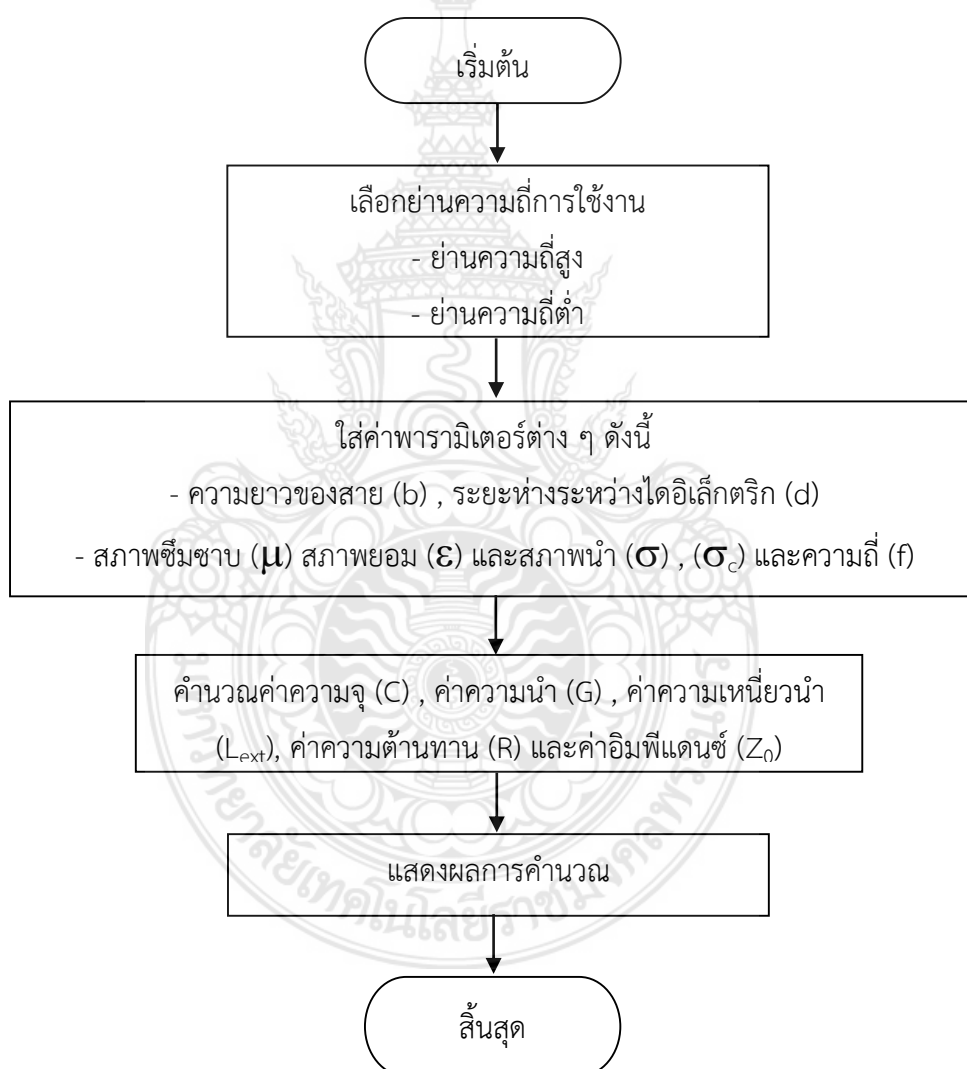 เริ่มต้น
เลือกย่านความถี่การใช้งาน
- ย่านความถี่สูง
- ย่านความถี่ต่ำ
ใส่ค่าพารามิเตอร์ต่าง ๆ ดังนี้
- ความยาวของสาย (b) , ระยะห่างระหว่างไดอิเล็กตริก (d)
- สภาพซึมซาบ (μ) สภาพยอม (ε) และสภาพนำ (σ) , (σc) และความถี่ (f)
คำนวณค่าความจุ (C) , ค่าความนำ (G) , ค่าความเหนี่ยวนำ
(Lext), ค่าความต้านทาน (R) และค่าอิมพีแดนซ์ (Z0)
แสดงผลการคำนวณ
สิ้นสุด